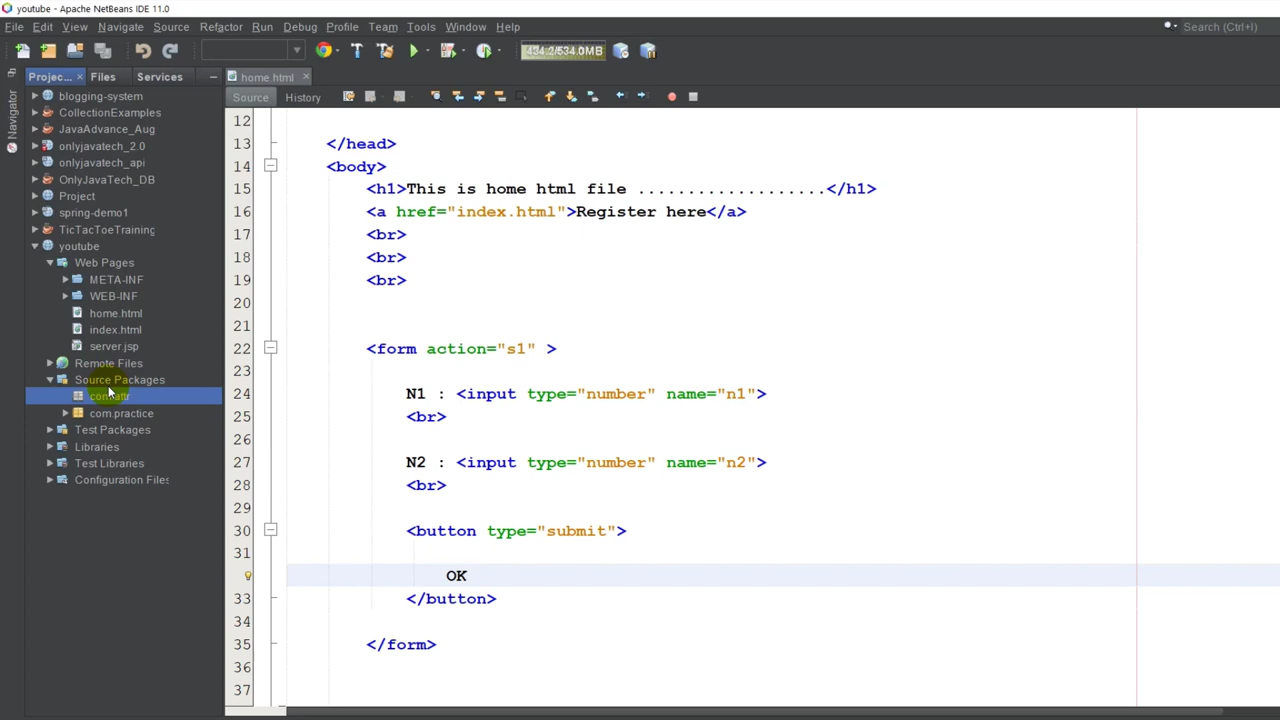 youtube - Apache NetBeans IDE 11.0
File Edit View Navigate Source Refactor Run Debug Profile Team Tools Window Help
Search (Ctrl+I)
434.2/534.0MB
Projec... Files Services
home.html
Source History
Navigator
blogging-system
CollectionExamples
JavaAdvance_Aug
onlyjavatech_2.0
onlyjavatech_api
OnlyJavaTech_DB
Project
spring-demo1
TicTacToeTraining
youtube
Web Pages
META-INF
WEB-INF
home.html
index.html
server.jsp
Remote Files
Source Packages
com.practice
Test Packages
Libraries
Test Libraries
Configuration Files
12
13 </head>
14 <body>
15 <h1>This is home html file ...................</h1>
16 <a href="index.html">Register here</a>
17 <br>
18 <br>
19 <br>
20
21
22 <form action="s1" >
23
24 N1 : <input type="number" name="n1">
25 <br>
26
27 N2 : <input type="number" name="n2">
28 <br>
29
30 <button type="submit">
31
OK
33 </button>
34
35 </form>
36
37